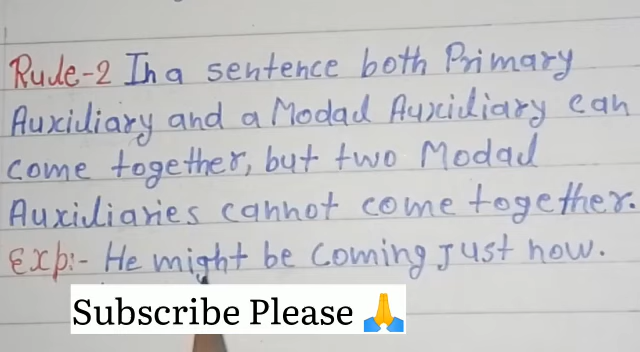 Rule-2 In a sentence both Primary
Auxiliary and a Modal Auxiliary can
come together, but two Modal
Auxiliaries cannot come together.
Exp:- He might be coming just now.
Subscribe Please 🙏